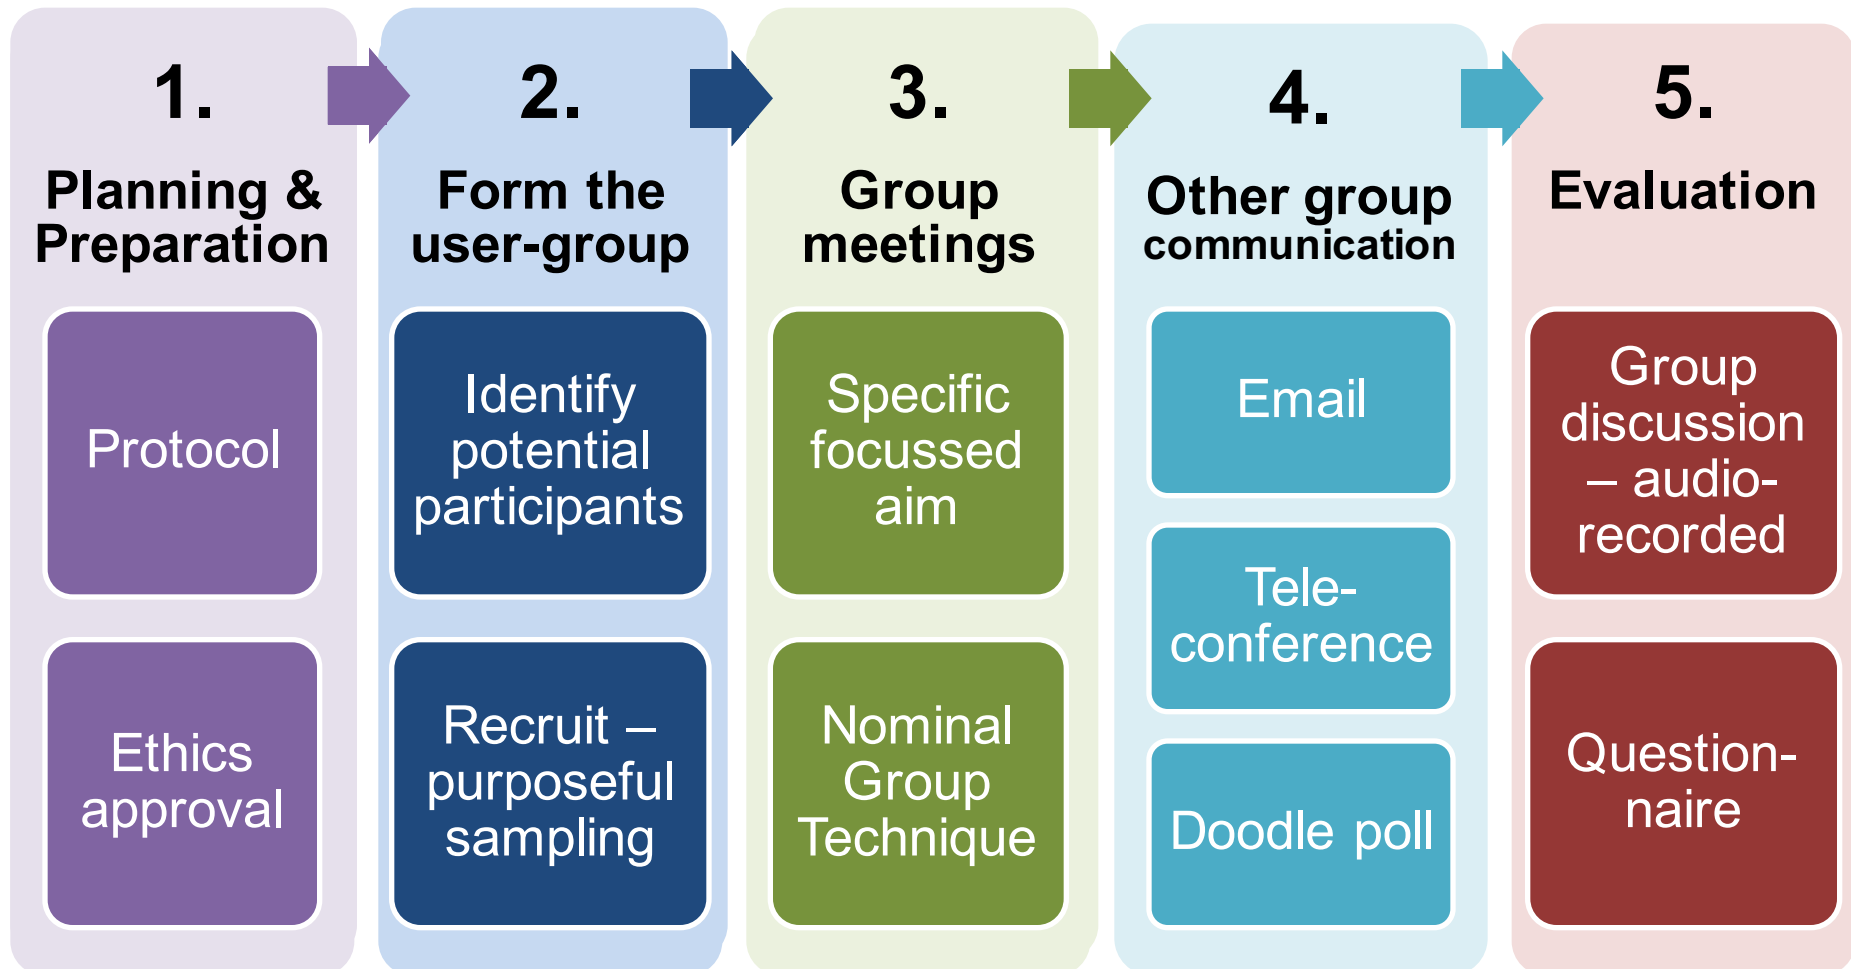 1.
Planning &
Preparation
Protocol
Ethics
approval
2.
Form the
user-group
Identify
potential
participants
Recruit –
purposeful
sampling
3.
Group
meetings
Specific
focussed
aim
Nominal
Group
Technique
4.
Other group
communication
Email
Tele-
conference
Doodle poll
5.
Evaluation
Group
discussion
– audio-
recorded
Question-
naire